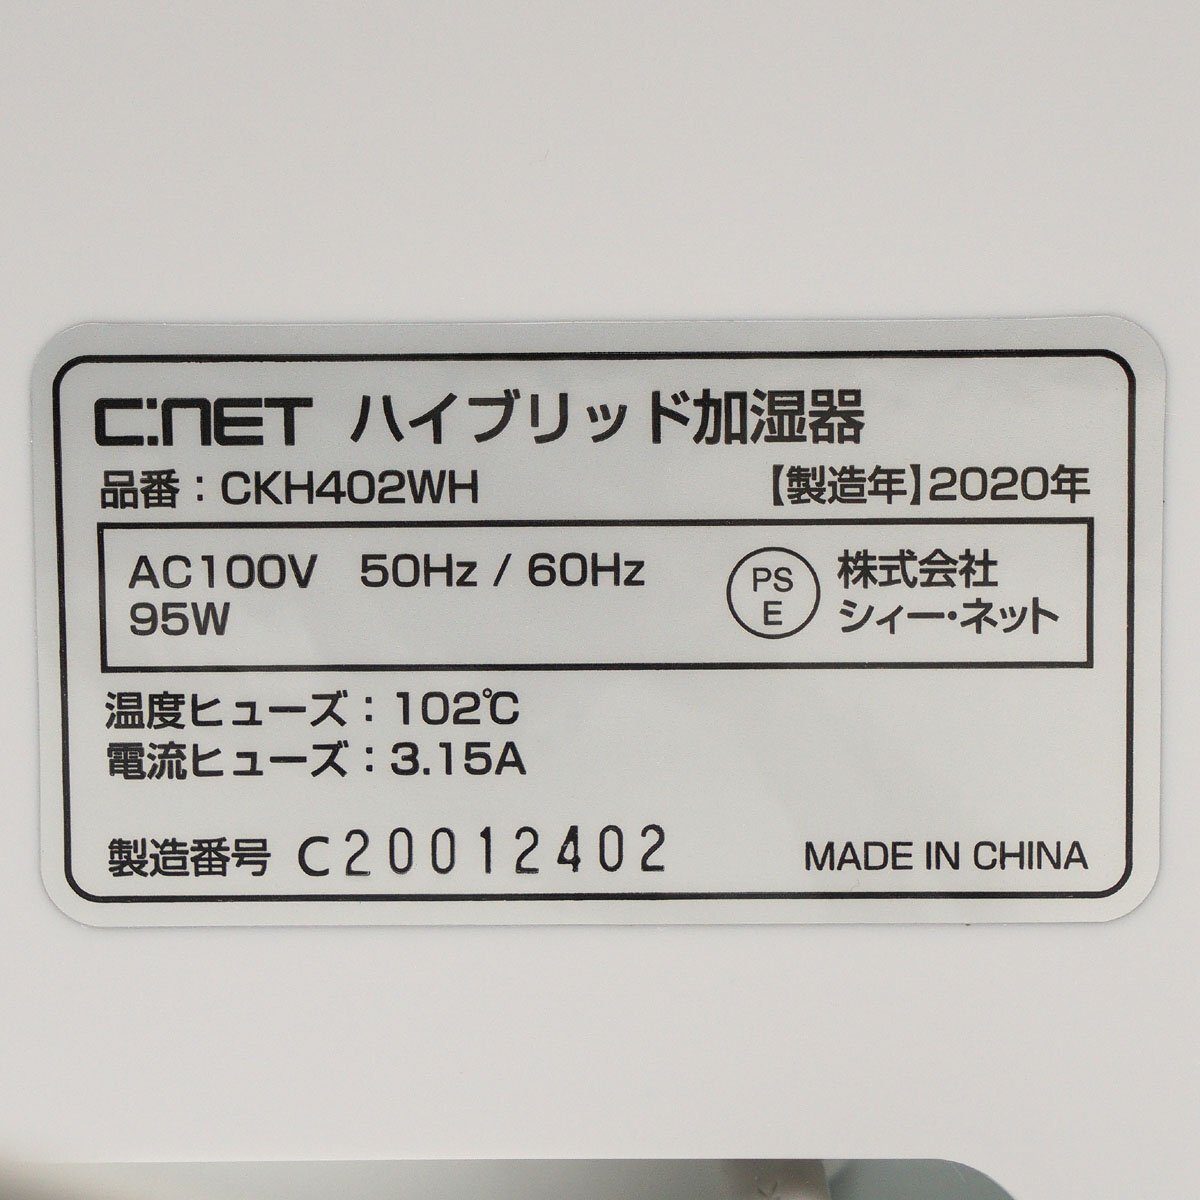 C:NET ハイブリッド加湿器
品番：CKH402WH 【製造年】2020年
AC100V 50Hz / 60Hz
95W
PS
E
株式会社
シィー・ネット
温度ヒューズ：102℃
電流ヒューズ：3.15A
製造番号 C20012402 MADE IN CHINA